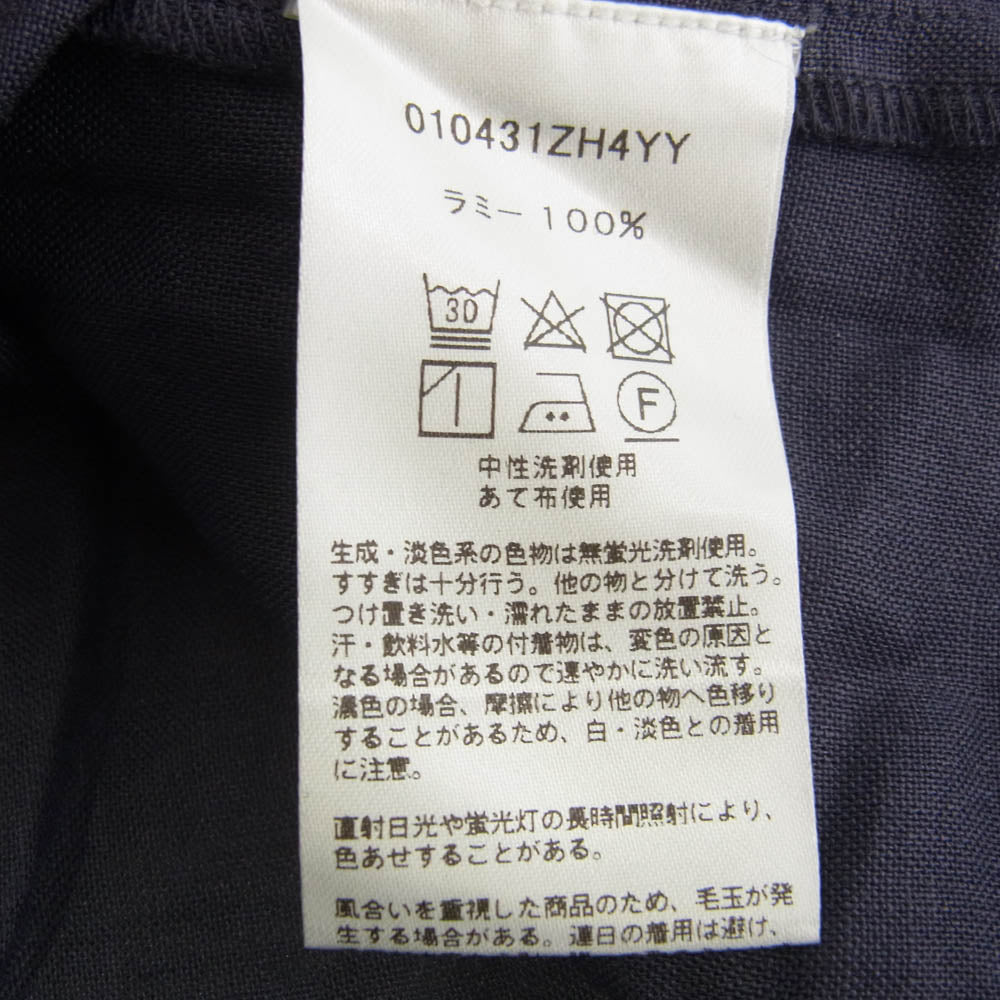 010431ZH4YY
ラミー 100%
30
F
中性洗剤使用
あて布使用
生成・淡色系の色物は無蛍光洗剤使用。
すすぎは十分行う。他の物と分けて洗う。
つけ置き洗い・濡れたままの放置禁止。
汗・飲料水等の付着物は、変色の原因と
なる場合があるので速やかに洗い流す。
濃色の場合、摩擦により他の物へ色移り
することがあるため、白・淡色との着用
に注意。
直射日光や蛍光灯の長時間照射により、
色あせすることがある。
風合いを重視した商品のため、毛玉が発
生する場合がある。連日の着用は避け、